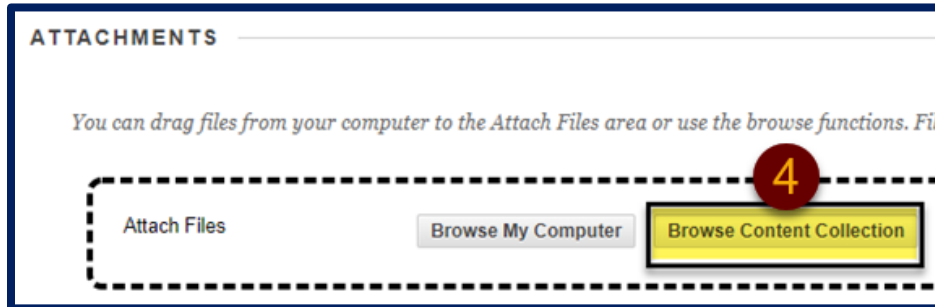 ATTACHMENTS
You can drag files from your computer to the Attach Files area or use the browse functions.
4
Attach Files Browse My Computer Browse Content Collection